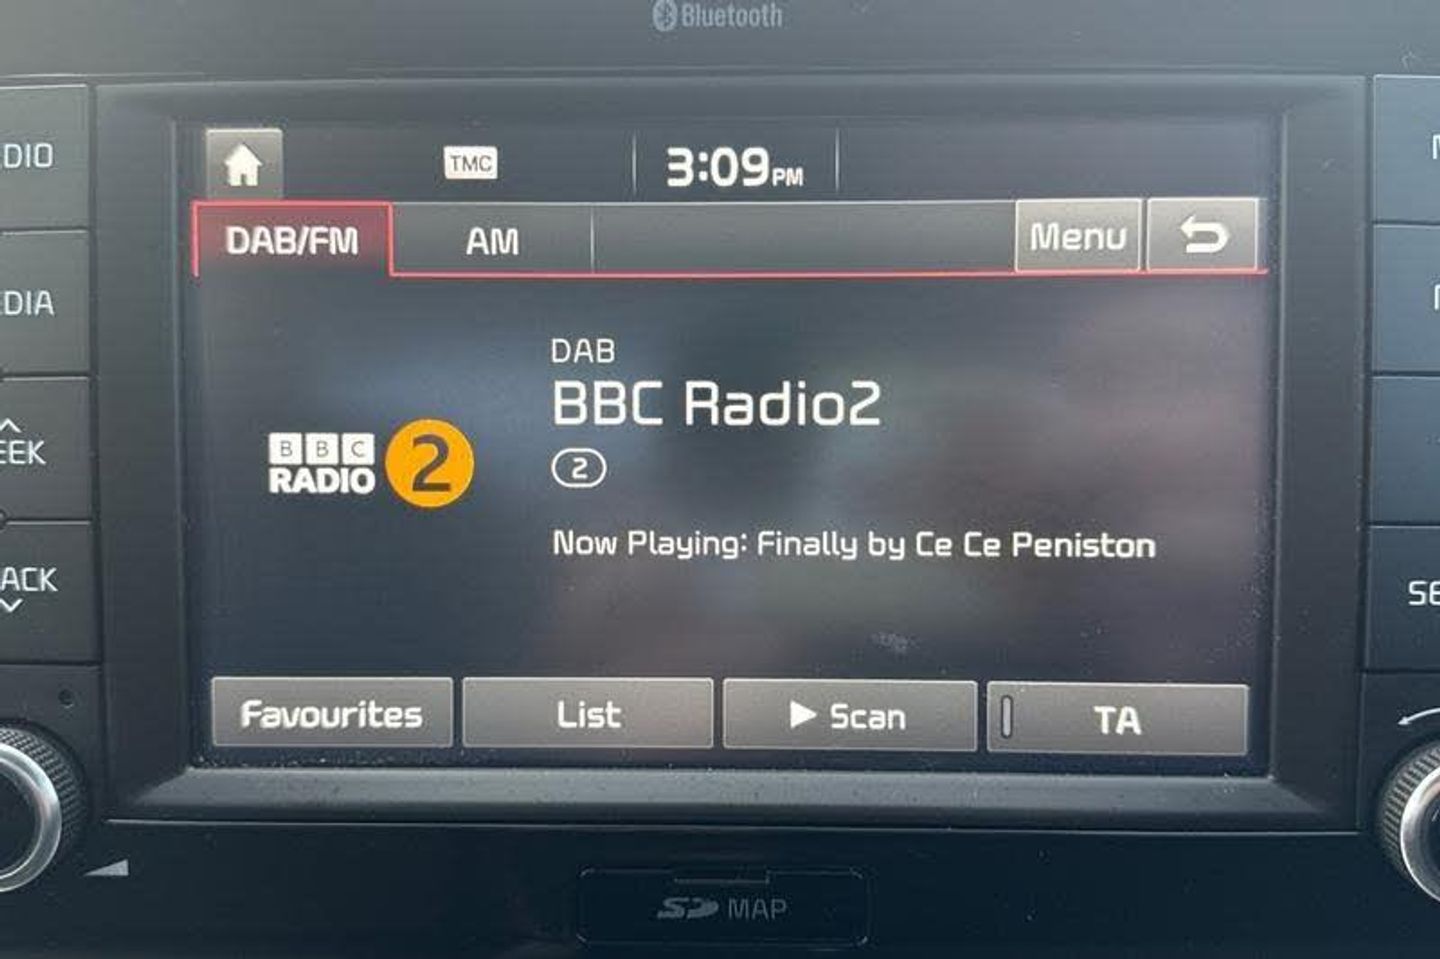 Bluetooth
TMC
3:09PM
DAB/FM
AM
Menu
DAB
BBC Radio2
BBC
RADIO 2
2
Now Playing: Finally by Ce Ce Peniston
Favourites
List
Scan
TA
SD MAP